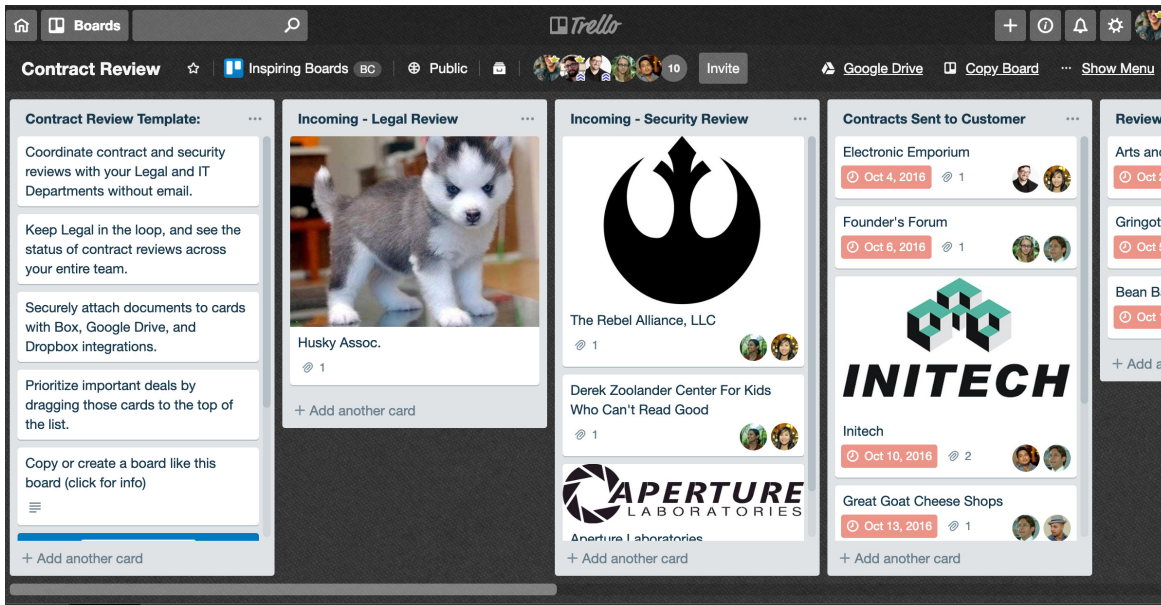 Boards
Trello
Contract Review
Inspiring Boards BC
Public
10
Invite
Google Drive
Copy Board
··· Show Menu
Contract Review Template:
Coordinate contract and security
reviews with your Legal and IT
Departments without email.
Keep Legal in the loop, and see the
status of contract reviews across
your entire team.
Securely attach documents to cards
with Box, Google Drive, and
Dropbox integrations.
Prioritize important deals by
dragging those cards to the top of
the list.
Copy or create a board like this
board (click for info)
+ Add another card
Incoming - Legal Review
Husky Assoc.
1
+ Add another card
Incoming - Security Review
The Rebel Alliance, LLC
1
Derek Zoolander Center For Kids
Who Can't Read Good
1
APERTURE
LABORATORIES
Aperture Laboratories
+ Add another card
Contracts Sent to Customer
Electronic Emporium
Oct 4, 2016 1
Founder's Forum
Oct 6, 2016 1
INITECH
Initech
Oct 10, 2016 2
Great Goat Cheese Shops
Oct 13, 2016 1
+ Add another card
Review
Arts and
Oct
Gringot
Oct
Bean B
Oct
+ Add a